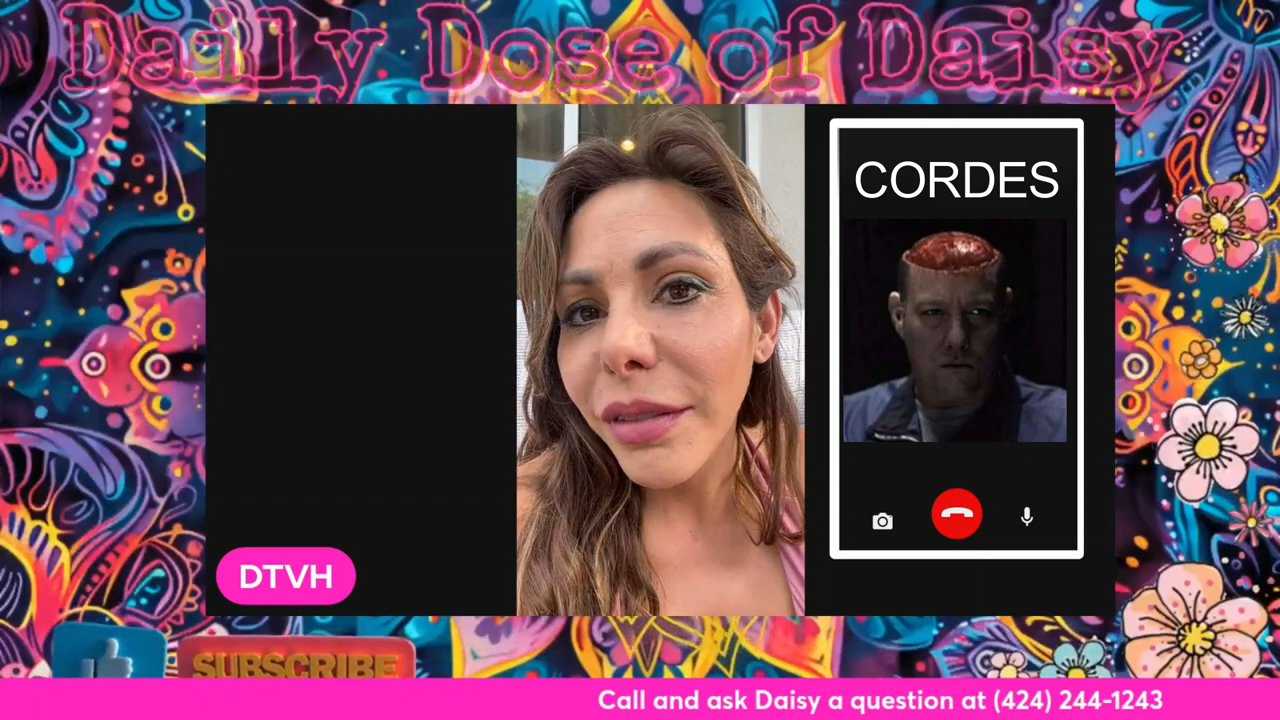 Daily Dose of Daisy
CORDES
DTVH
SUBSCRIBE
Call and ask Daisy a question at (424) 244-1243